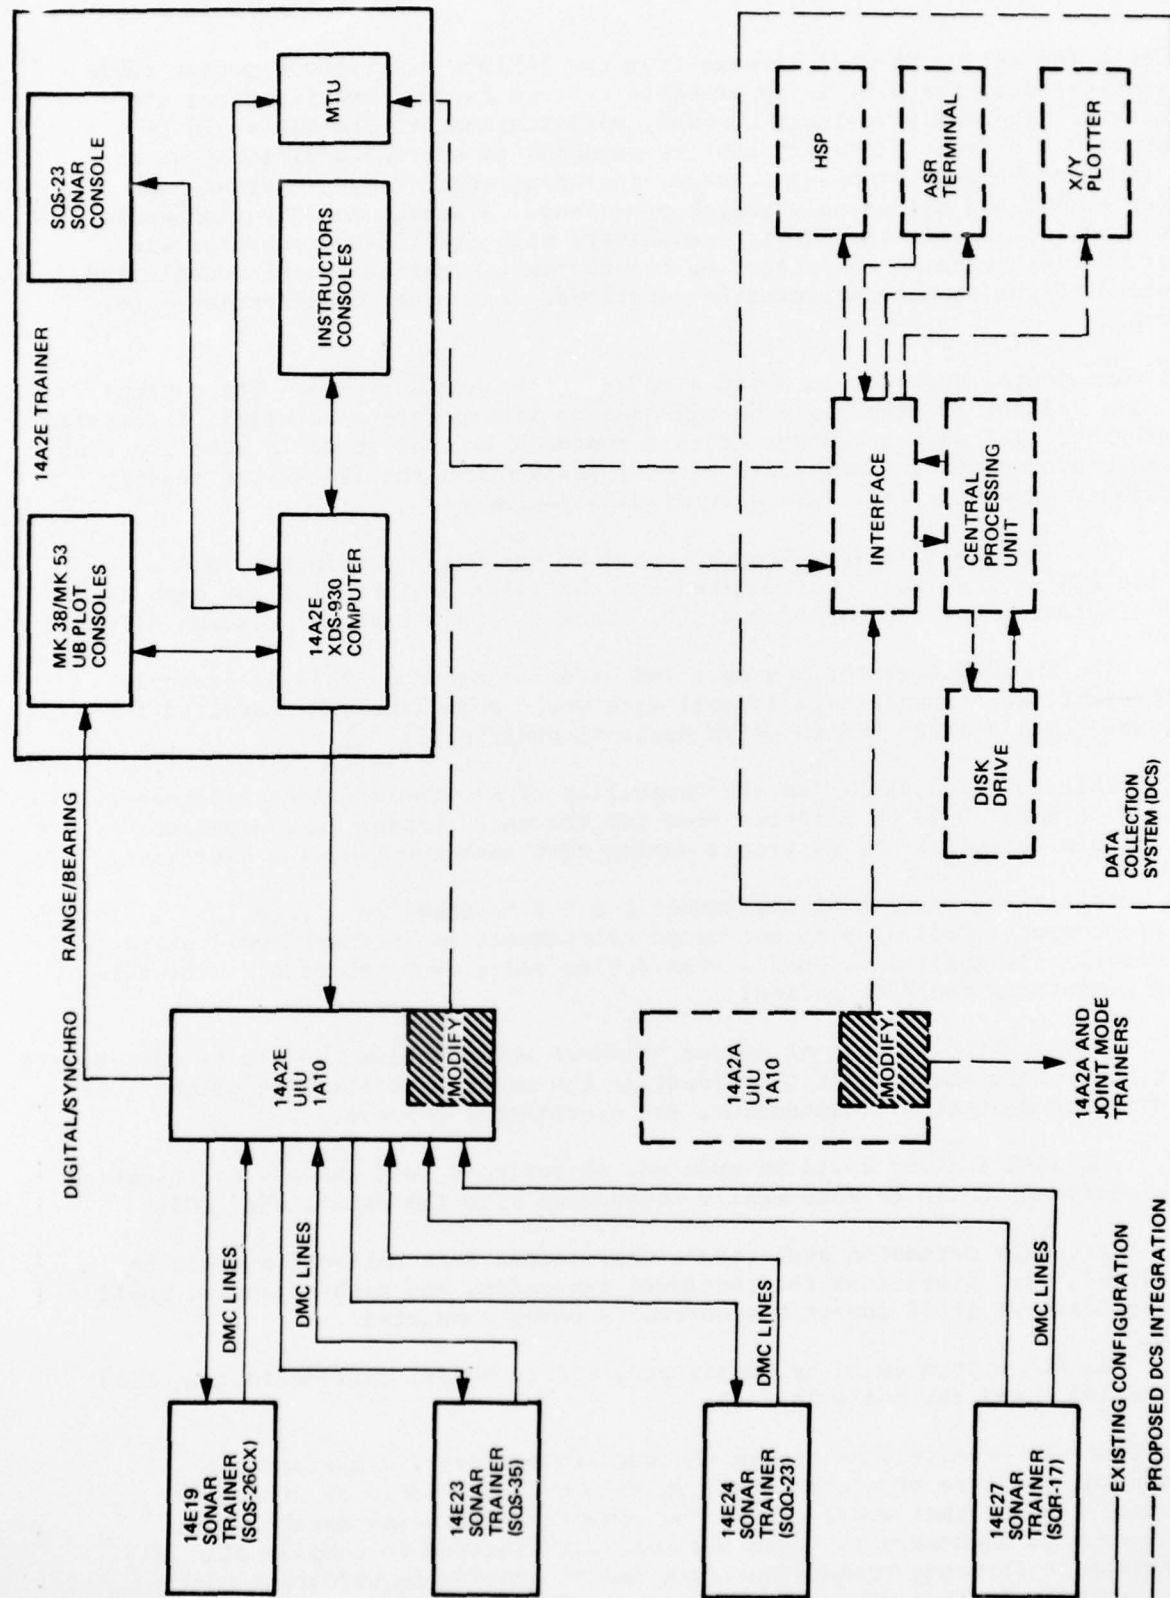 14A2E TRAINER
SQS-23
SONAR
CONSOLE
MTU
MK 38/MK 53
UB PLOT
CONSOLES
INSTRUCTORS
CONSOLES
14A2E
XDS-930
COMPUTER
DIGITAL/SYNCHRO
RANGE/BEARING
14A2E
UIU
1A10
MODIFY
14A2A
UIU
1A10
MODIFY
14A2A AND
JOINT MODE
TRAINERS
DMC LINES
DMC LINES
DMC LINES
DMC LINES
14E19
SONAR
TRAINER
(SQS-26CX)
14E23
SONAR
TRAINER
(SQS-35)
14E24
SONAR
TRAINER
(SQQ-23)
14E27
SONAR
TRAINER
(SQR-17)
HSP
ASR
TERMINAL
X/Y
PLOTTER
INTERFACE
CENTRAL
PROCESSING
UNIT
DISK
DRIVE
DATA
COLLECTION
SYSTEM (DCS)
EXISTING CONFIGURATION
PROPOSED DCS INTEGRATION